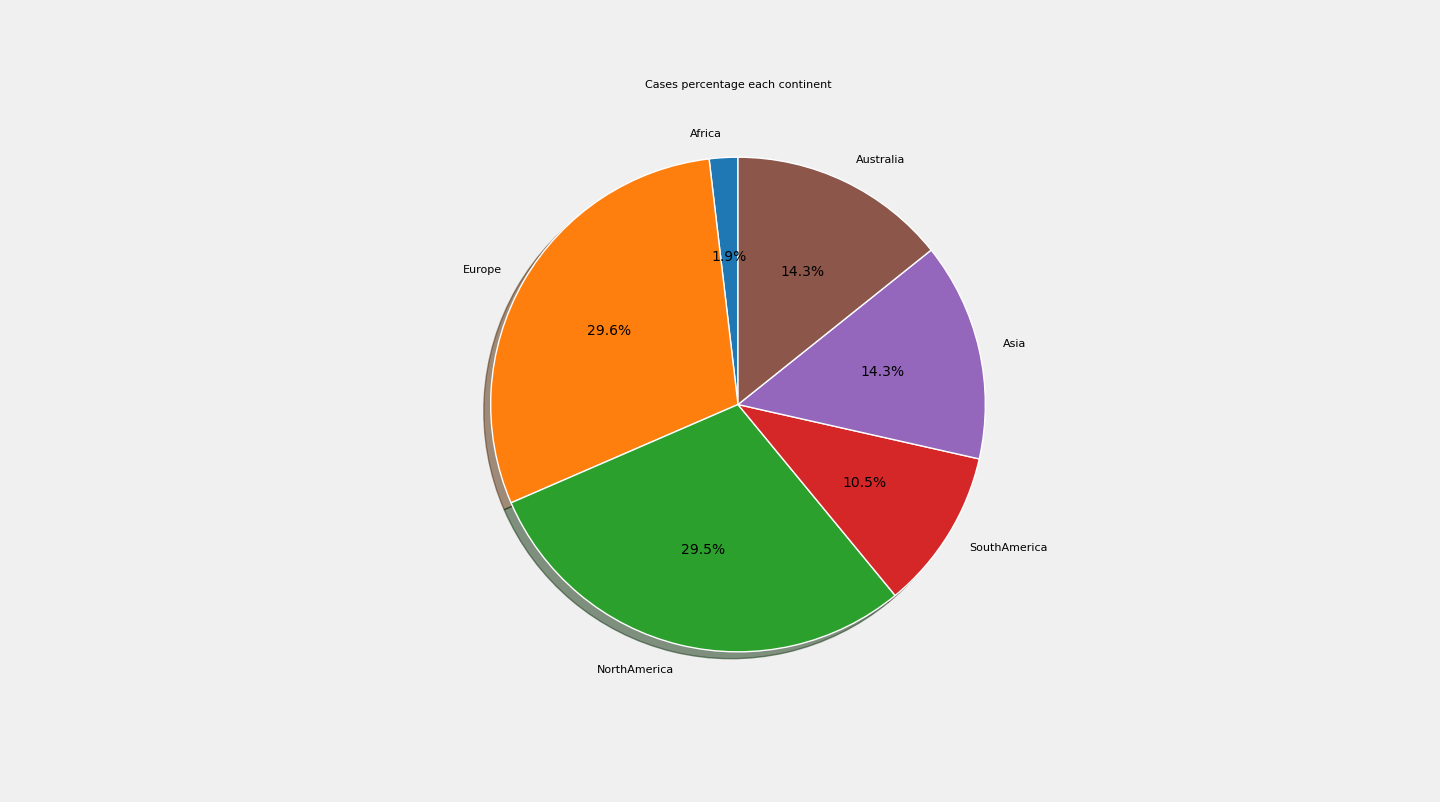 Cases percentage each continent
Africa
Australia
1.9%
14.3%
Europe
29.6%
Asia
14.3%
10.5%
29.5%
SouthAmerica
NorthAmerica